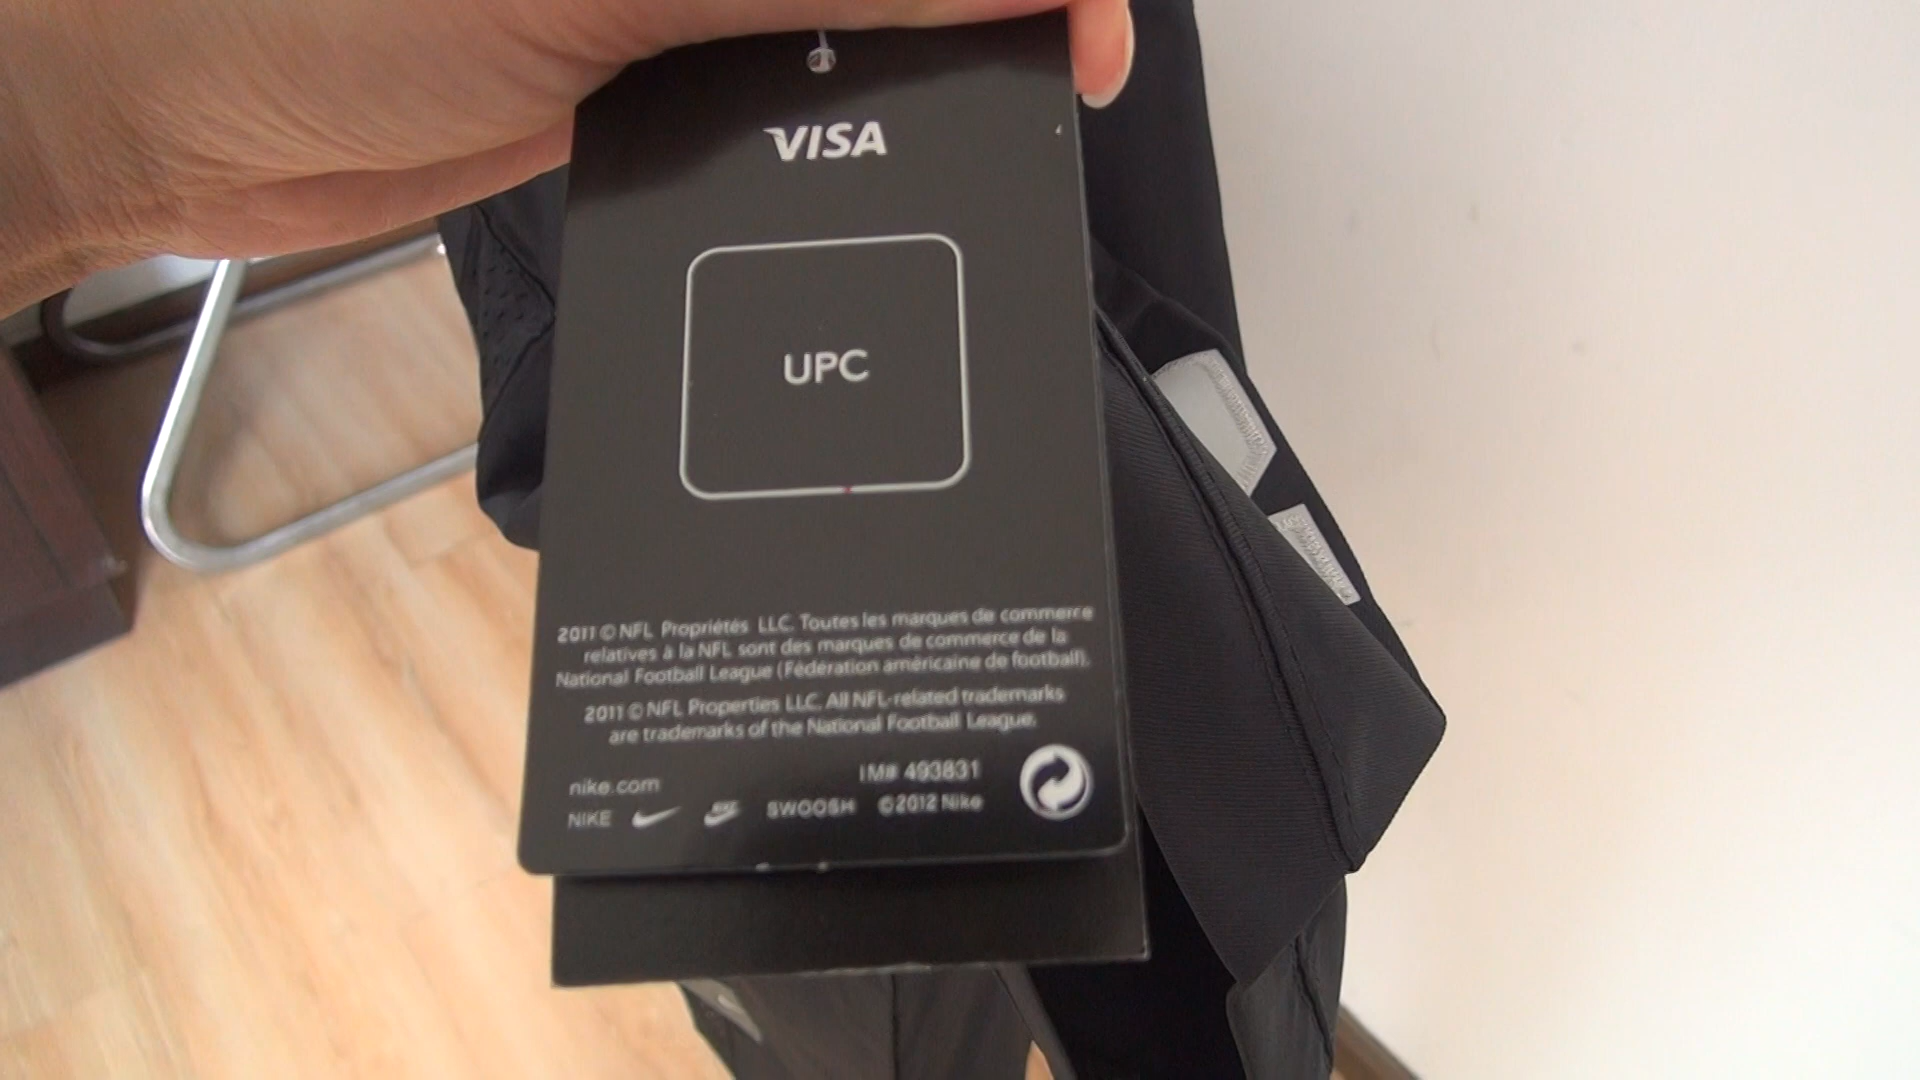 VISA
UPC
2011 © NFL Propriétés LLC. Toutes les marques de commerce
relatives à la NFL sont des marques de commerce de la
National Football League (Fédération américaine de football).
2011 © NFL Properties LLC. All NFL-related trademarks
are trademarks of the National Football League.
nike.com
IM# 493831
NIKE SWOOSH ©2012 Nike